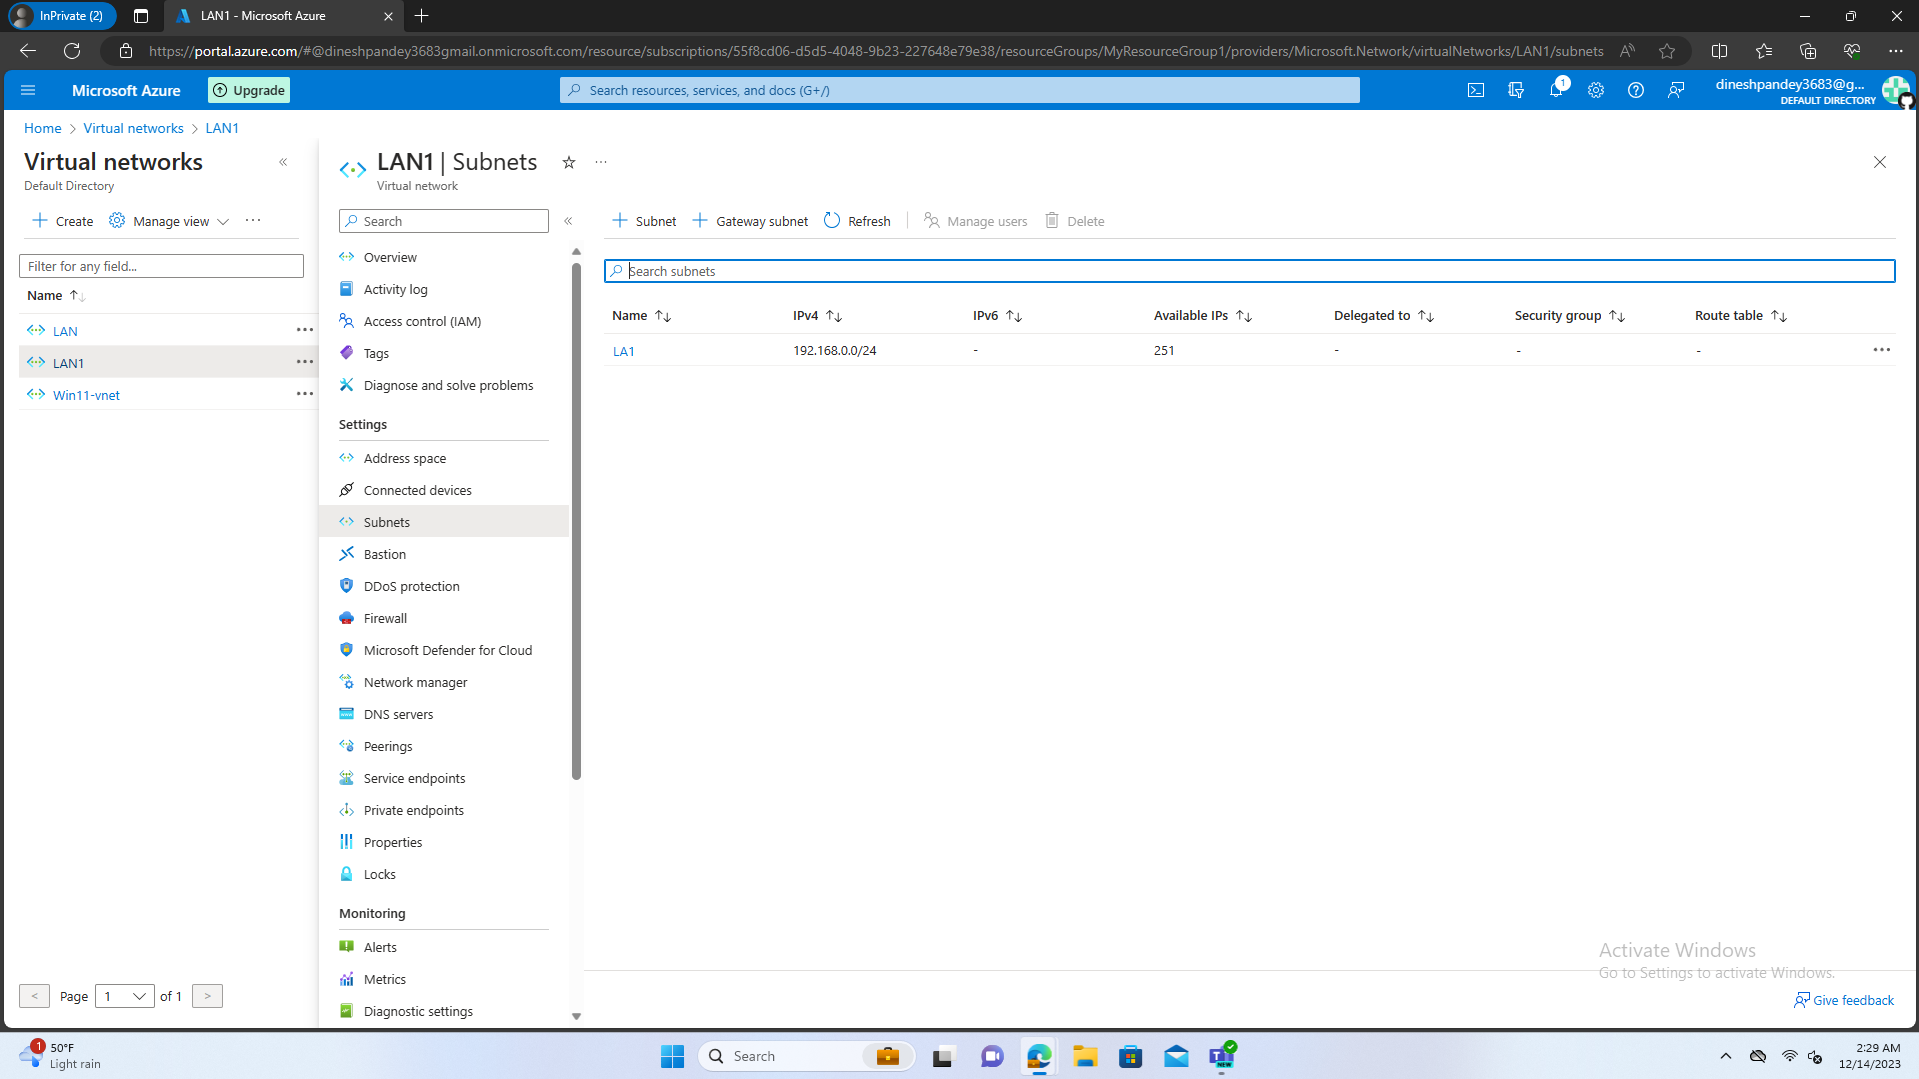 InPrivate (2)
LAN1 - Microsoft Azure
https://portal.azure.com/#@dineshpandey3683gmail.onmicrosoft.com/resource/subscriptions/55f8cd06-d5d5-4048-9b23-227648e79e38/resourceGroups/MyResourceGroup1/providers/Microsoft.Network/virtualNetworks/LAN1/subnets
Microsoft Azure
Upgrade
Search resources, services, and docs (G+/)
1
dineshpandey3683@g...
DEFAULT DIRECTORY
Home > Virtual networks > LAN1
Virtual networks
Default Directory
Create
Manage view
Filter for any field...
Name
LAN
LAN1
Win11-vnet
< Page 1 of 1 >
LAN1 | Subnets
Virtual network
Search
Overview
Activity log
Access control (IAM)
Tags
Diagnose and solve problems
Settings
Address space
Connected devices
Subnets
Bastion
DDoS protection
Firewall
Microsoft Defender for Cloud
Network manager
DNS servers
Peerings
Service endpoints
Private endpoints
Properties
Locks
Monitoring
Alerts
Metrics
Diagnostic settings
Subnet Gateway subnet Refresh Manage users Delete
Search subnets
Name IPv4 IPv6 Available IPs Delegated to Security group Route table
LA1 192.168.0.0/24 - 251 - - -
Activate Windows
Go to Settings to activate Windows.
Give feedback
1
50°F
Light rain
Search
NEW
2:29 AM
12/14/2023